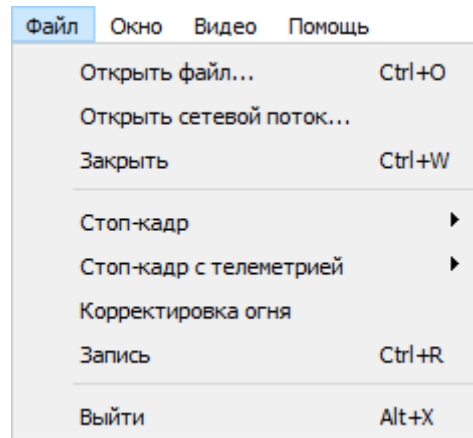 Файл Окно Видео Помощь
Открыть файл... Ctrl+O
Открыть сетевой поток...
Закрыть Ctrl+W
Стоп-кадр
Стоп-кадр с телеметрией
Корректировка огня
Запись Ctrl+R
Выйти Alt+X